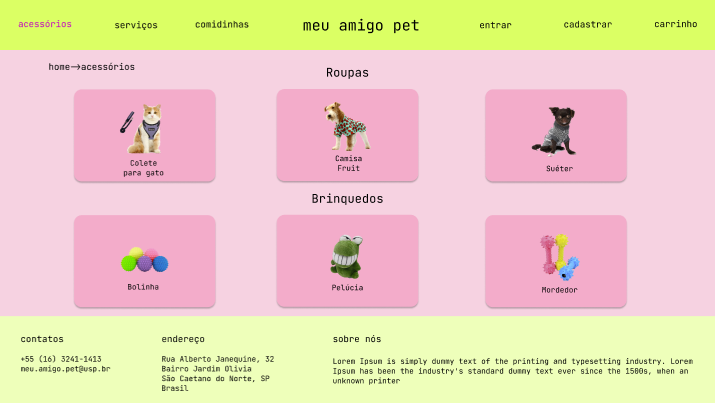 acessórios serviços comidinhas meu amigo pet entrar cadastrar carrinho
home→acessórios
Roupas
Colete
para gato
Camisa
Fruit
Suéter
Brinquedos
Bolinha
Pelúcia
Mordedor
contatos
+55 (16) 3241-1413
meu.amigo.pet@usp.br
endereço
Rua Alberto Janequine, 32
Bairro Jardim Olivia
São Caetano do Norte, SP
Brasil
sobre nós
Lorem Ipsum is simply dummy text of the printing and typesetting industry. Lorem
Ipsum has been the industry's standard dummy text ever since the 1500s, when an
unknown printer